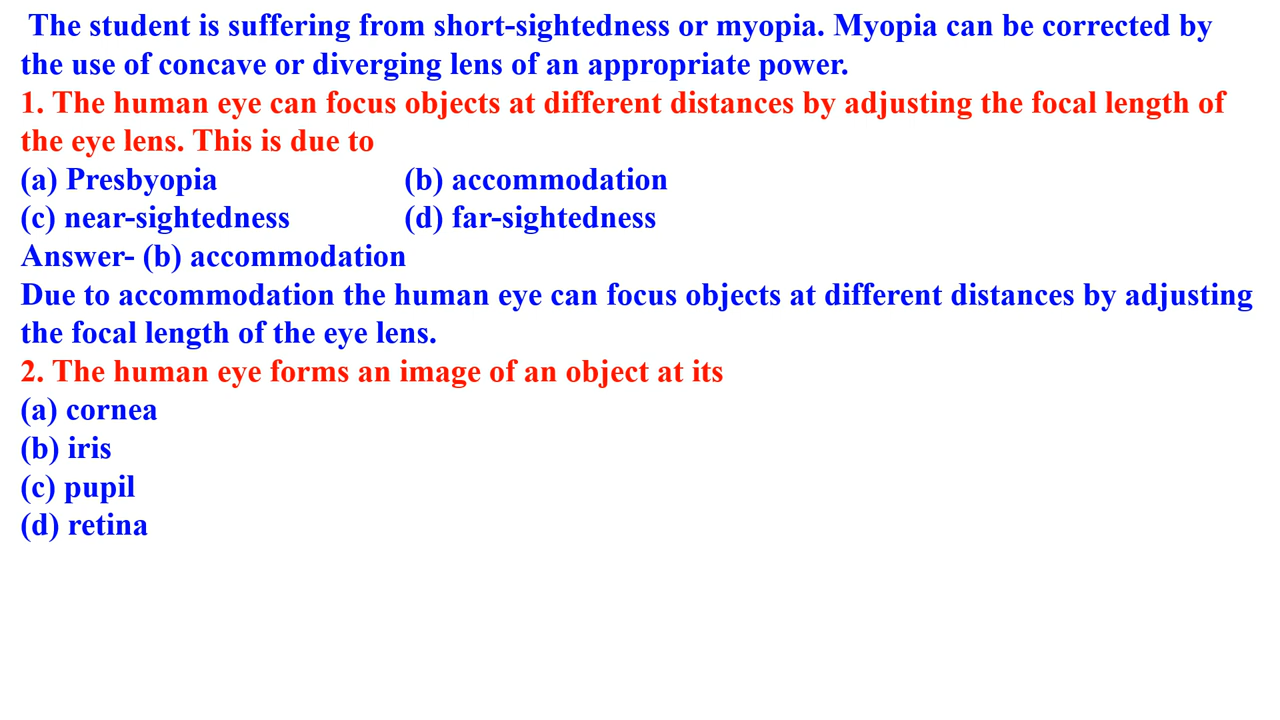 The student is suffering from short-sightedness or myopia. Myopia can be corrected by
the use of concave or diverging lens of an appropriate power.
1. The human eye can focus objects at different distances by adjusting the focal length of
the eye lens. This is due to
(a) Presbyopia (b) accommodation
(c) near-sightedness (d) far-sightedness
Answer- (b) accommodation
Due to accommodation the human eye can focus objects at different distances by adjusting
the focal length of the eye lens.
2. The human eye forms an image of an object at its
(a) cornea
(b) iris
(c) pupil
(d) retina